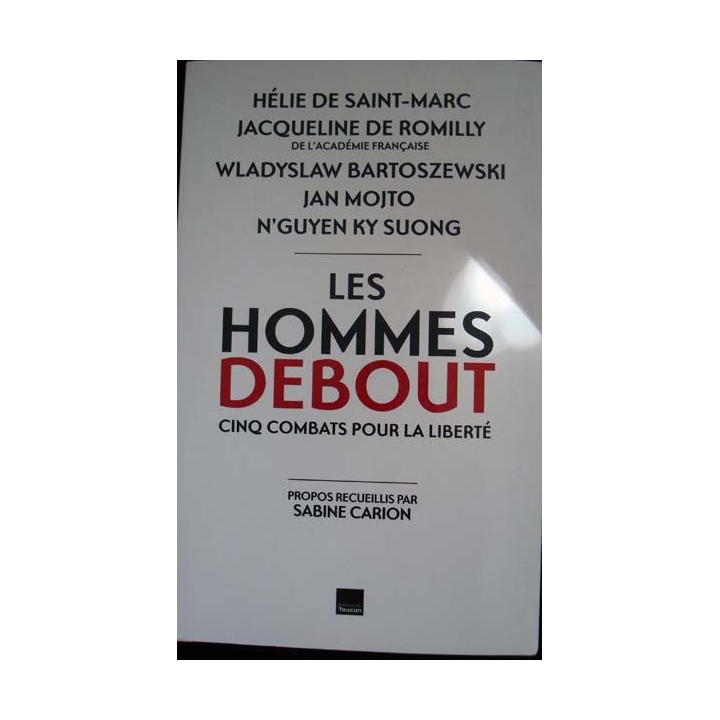 HÉLIE DE SAINT-MARC
JACQUELINE DE ROMILLY
DE L'ACADÉMIE FRANÇAISE
WLADYSLAW BARTOSZEWSKI
JAN MOJTO
N'GUYEN KY SUONG
LES
HOMMES
DEBOUT
CINQ COMBATS POUR LA LIBERTÉ
PROPOS RECUEILLIS PAR
SABINE CARION
Toucan